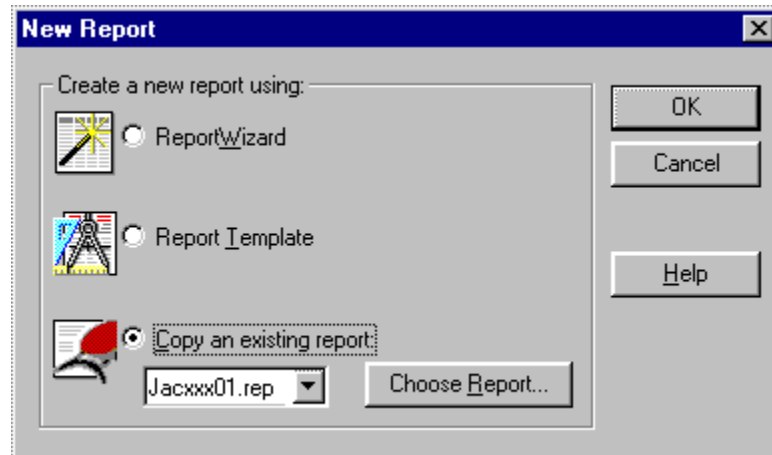 New Report
Create a new report using:
ReportWizard
Report Template
Copy an existing report:
Jacxxx01.rep
Choose Report...
OK
Cancel
Help